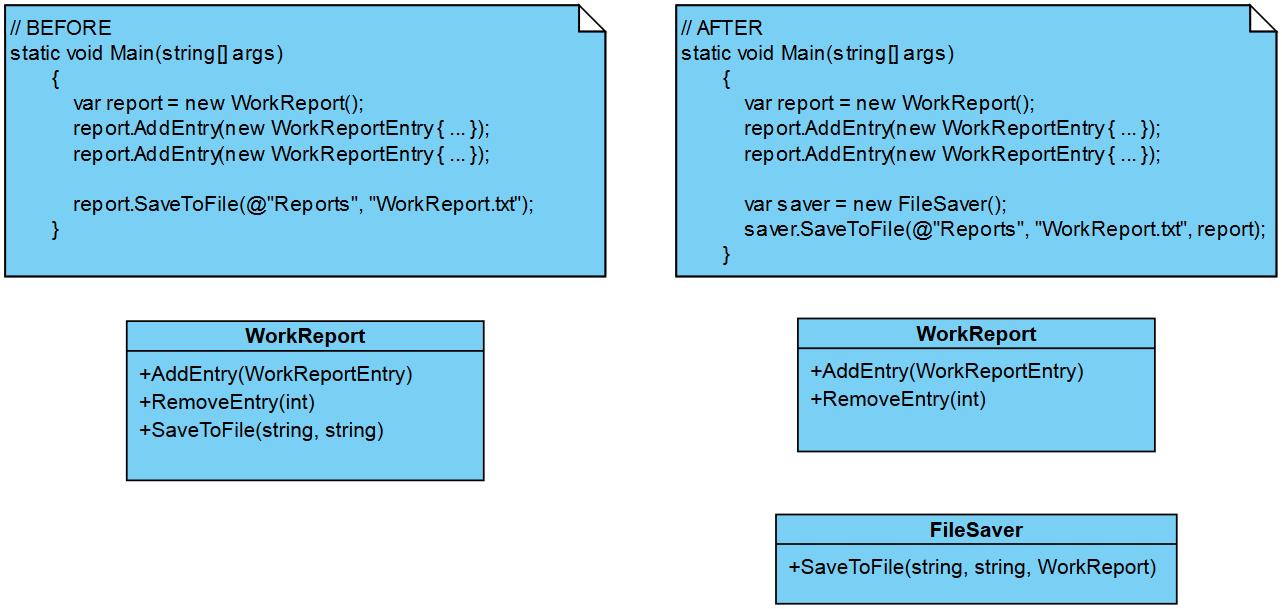 // BEFORE
static void Main(string[] args)
{
var report = new WorkReport();
report.AddEntry(new WorkReportEntry { ... });
report.AddEntry(new WorkReportEntry { ... });
report.SaveToFile(@"Reports", "WorkReport.txt");
}
WorkReport
+AddEntry(WorkReportEntry)
+RemoveEntry(int)
+SaveToFile(string, string)
// AFTER
static void Main(string[] args)
{
var report = new WorkReport();
report.AddEntry(new WorkReportEntry { ... });
report.AddEntry(new WorkReportEntry { ... });
var saver = new FileSaver();
saver.SaveToFile(@"Reports", "WorkReport.txt", report);
}
WorkReport
+AddEntry(WorkReportEntry)
+RemoveEntry(int)
FileSaver
+SaveToFile(string, string, WorkReport)